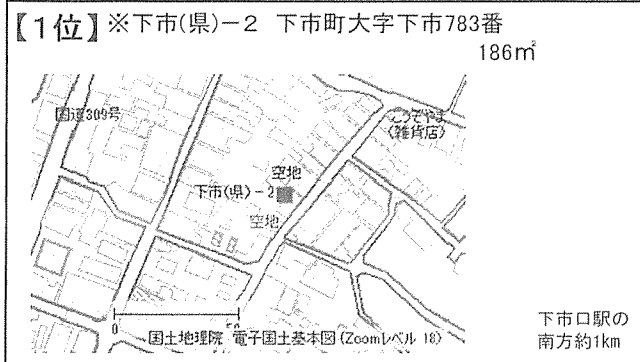 【1位】※下市(県)-2 下市町大字下市783番
186㎡
国道309号
こうぞやま
(雑貨店)
空地
下市(県)-2
空地
0 50
国土地理院 電子国土基本図(Zoomレベル 18)
下市口駅の
南方約1km